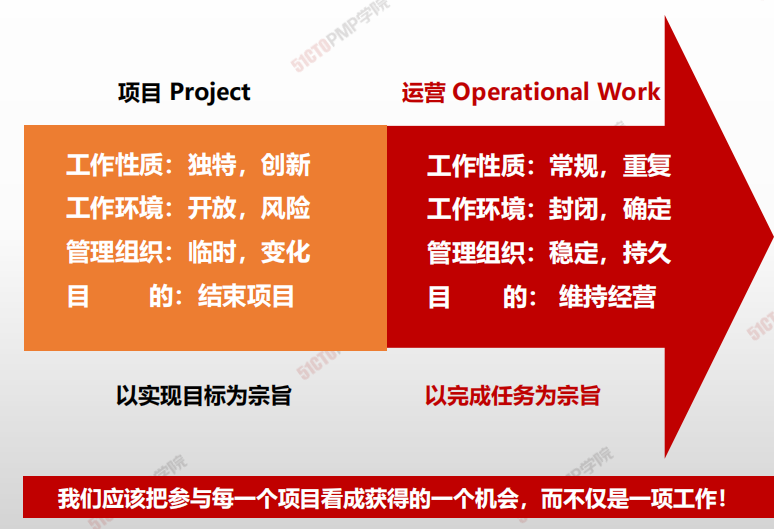 51CTOPMP学院
项目 Project
运营 Operational Work
工作性质：独特，创新
工作环境：开放，风险
管理组织：临时，变化
目 的：结束项目
工作性质：常规，重复
工作环境：封闭，确定
管理组织：稳定，持久
目 的： 维持经营
以实现目标为宗旨
以完成任务为宗旨
我们应该把参与每一个项目看成获得的一个机会，而不仅是一项工作！